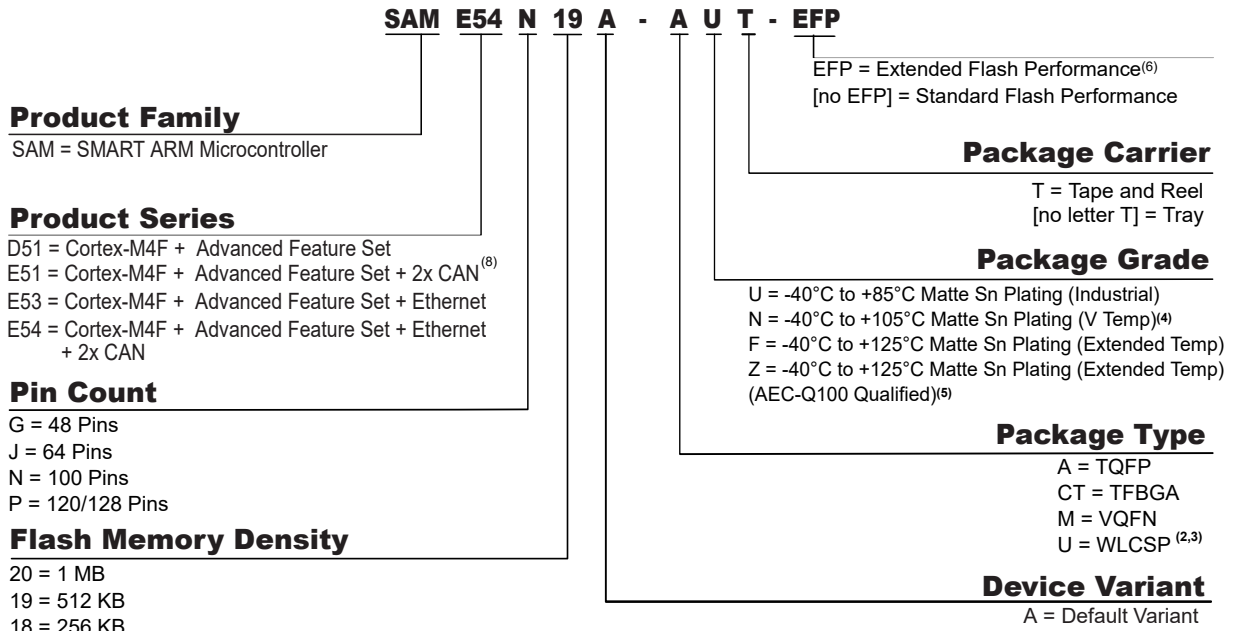 SAM E54 N 19 A - A U T - EFP
EFP = Extended Flash Performance(6)
[no EFP] = Standard Flash Performance
Product Family
SAM = SMART ARM Microcontroller
Package Carrier
T = Tape and Reel
[no letter T] = Tray
Product Series
D51 = Cortex-M4F + Advanced Feature Set
E51 = Cortex-M4F + Advanced Feature Set + 2x CAN(8)
E53 = Cortex-M4F + Advanced Feature Set + Ethernet
E54 = Cortex-M4F + Advanced Feature Set + Ethernet
+ 2x CAN
Package Grade
U = -40°C to +85°C Matte Sn Plating (Industrial)
N = -40°C to +105°C Matte Sn Plating (V Temp)(4)
F = -40°C to +125°C Matte Sn Plating (Extended Temp)
Z = -40°C to +125°C Matte Sn Plating (Extended Temp)
(AEC-Q100 Qualified)(5)
Pin Count
G = 48 Pins
J = 64 Pins
N = 100 Pins
P = 120/128 Pins
Package Type
A = TQFP
CT = TFBGA
M = VQFN
U = WLCSP (2,3)
Flash Memory Density
20 = 1 MB
19 = 512 KB
18 = 256 KB
Device Variant
A = Default Variant